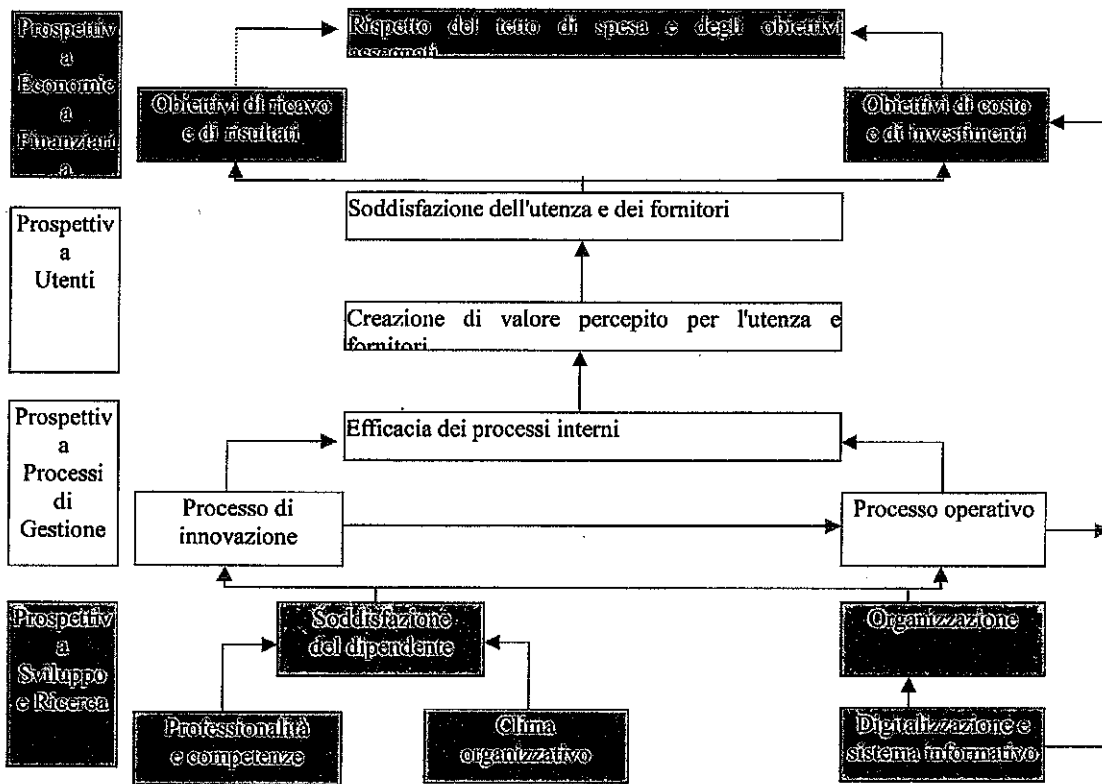 Prospettiv
a
Economic
a
Finanziari
a
Rispetto del tetto di spesa e degli obiettivi
assegnati
Obiettivi di ricavo
e di risultati
Obiettivi di costo
e di investimenti
Prospettiv
a
Utenti
Soddisfazione dell'utenza e dei fornitori
Creazione di valore percepito per l'utenza e
fornitori
Prospettiv
a
Processi
di
Gestione
Efficacia dei processi interni
Processo di
innovazione
Processo operativo
Prospettiv
a
Sviluppo
e Ricerca
Soddisfazione
del dipendente
Organizzazione
Professionalità
e competenze
Clima
organizzativo
Digitalizzazione e
sistema informativo